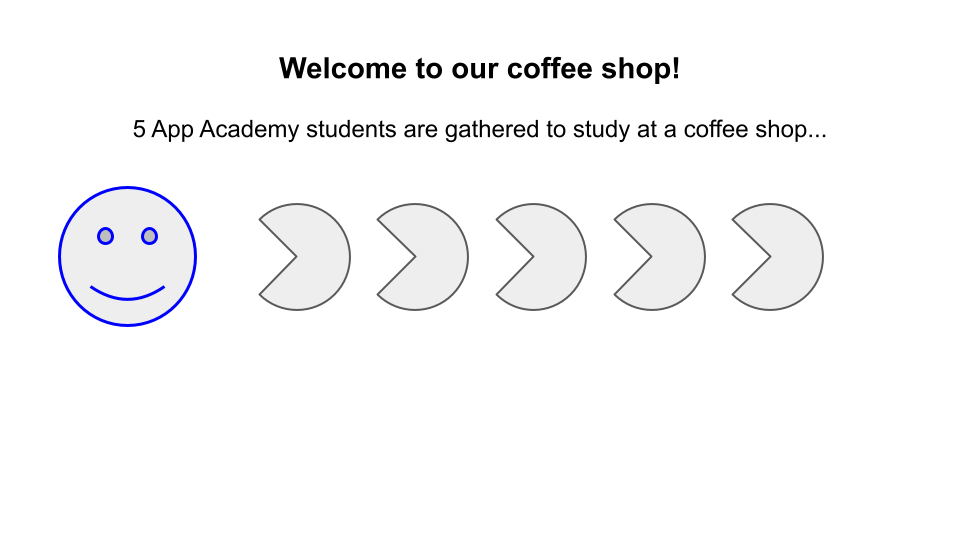 Welcome to our coffee shop!
5 App Academy students are gathered to study at a coffee shop...